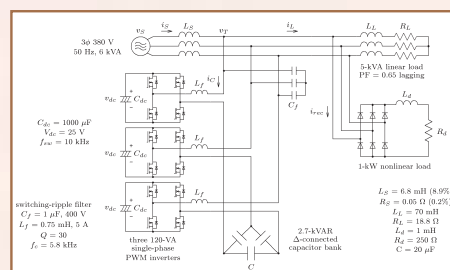 3ϕ 380 V
50 Hz, 6 kVA
v_S
i_S
L_S
v_T
i_L
L_L
R_L
5-kVA linear load
PF = 0.65 lagging
i_C
L_f
v_dc
C_dc
C_f
i_rec
L_d
R_d
1-kW nonlinear load
C_dc = 1000 μF
V_dc = 25 V
f_sw = 10 kHz
L_f
v_dc
C_dc
L_f
v_dc
C_dc
switching-ripple filter
C_f = 1 μF, 400 V
L_f = 0.75 mH, 5 A
Q = 30
f_c = 5.8 kHz
three 120-VA
single-phase
PWM inverters
C
2.7-kVAR
Δ-connected
capacitor bank
L_S = 6.8 mH (8.9%
R_S = 0.05 Ω (0.2%)
L_L = 70 mH
R_L = 18.8 Ω
L_d = 1 mH
R_d = 250 Ω
C = 20 μF